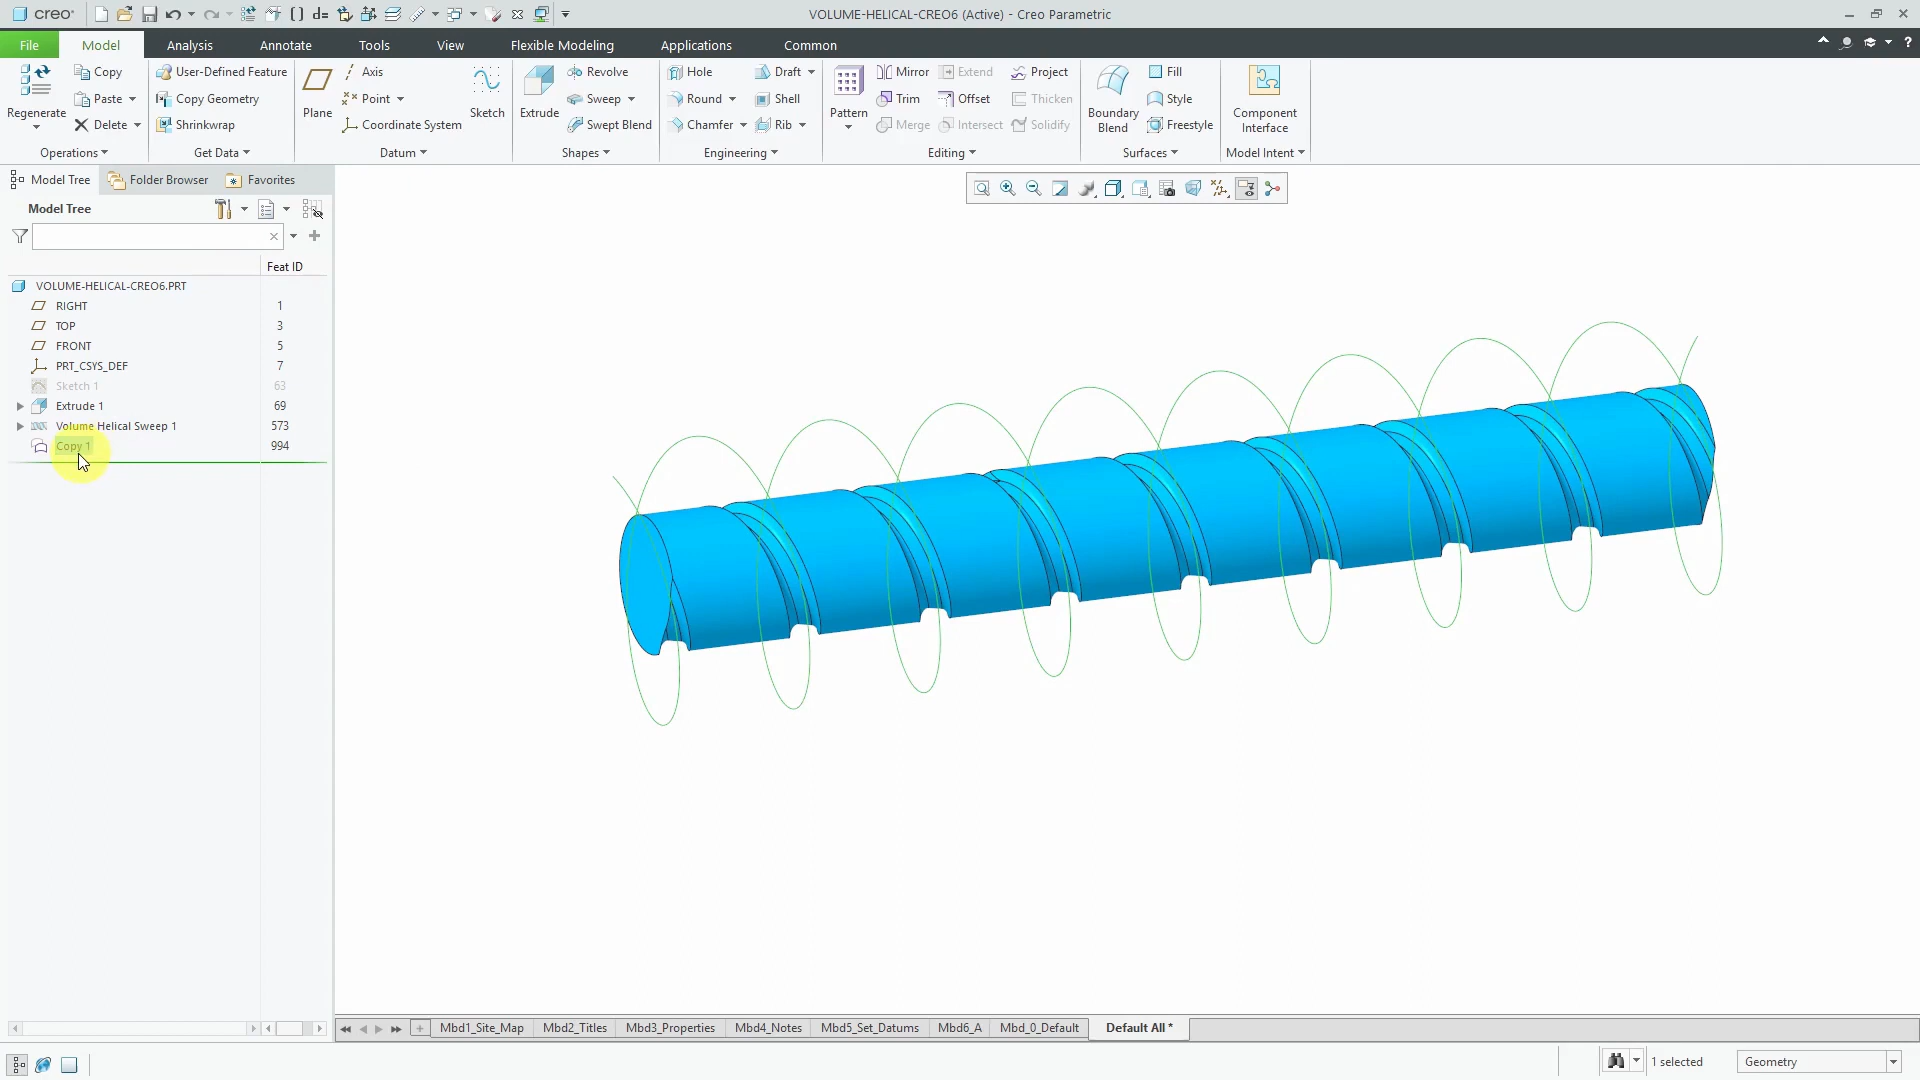 creo
VOLUME-HELICAL-CREO6 (Active) - Creo Parametric
File
Model
Analysis
Annotate
Tools
View
Flexible Modeling
Applications
Common
Regenerate
Copy
Paste
Delete
Operations
User-Defined Feature
Copy Geometry
Shrinkwrap
Get Data
Plane
Axis
Point
Coordinate System
Sketch
Datum
Extrude
Revolve
Sweep
Swept Blend
Shapes
Hole
Round
Chamfer
Draft
Shell
Rib
Engineering
Pattern
Mirror
Trim
Merge
Extend
Offset
Intersect
Project
Thicken
Solidify
Editing
Boundary
Blend
Fill
Style
Freestyle
Surfaces
Component
Interface
Model Intent
Model Tree
Folder Browser
Favorites
Model Tree
Feat ID
VOLUME-HELICAL-CREO6.PRT
RIGHT 1
TOP 3
FRONT 5
PRT_CSYS_DEF 7
Sketch 1 63
Extrude 1 69
Volume Helical Sweep 1 573
Copy 1 994
Mbd1_Site_Map
Mbd2_Titles
Mbd3_Properties
Mbd4_Notes
Mbd5_Set_Datums
Mbd6_A
Mbd_0_Default
Default All *
1 selected
Geometry